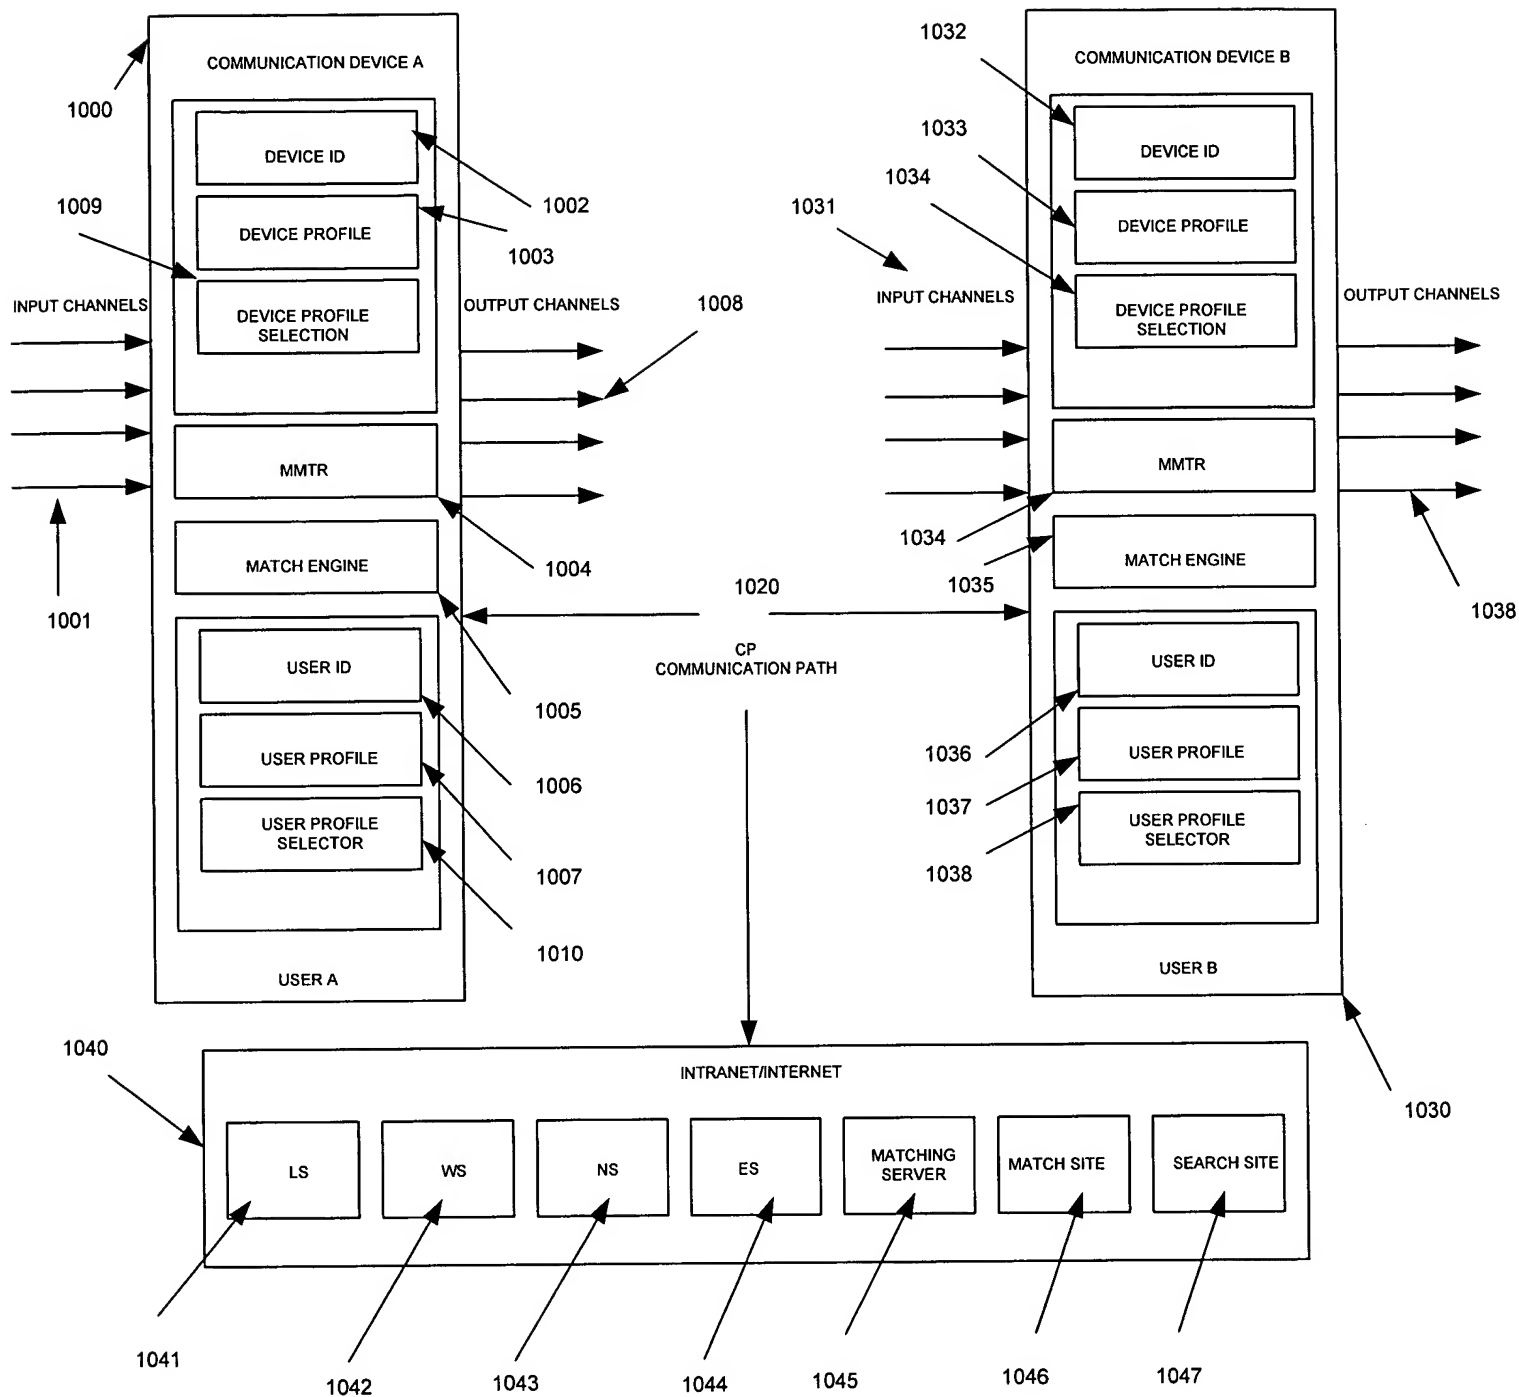 COMMUNICATION DEVICE A
1000
DEVICE ID
1002
DEVICE PROFILE
1003
1009
DEVICE PROFILE
SELECTION
INPUT CHANNELS
OUTPUT CHANNELS
1008
MMTR
1004
1001
MATCH ENGINE
1005
USER ID
1006
USER PROFILE
1007
USER PROFILE
SELECTOR
1010
USER A
1020
CP
COMMUNICATION PATH
COMMUNICATION DEVICE B
1032
DEVICE ID
1033
DEVICE PROFILE
1034
DEVICE PROFILE
SELECTION
1031
INPUT CHANNELS
OUTPUT CHANNELS
MMTR
1034
MATCH ENGINE
1035
1038
USER ID
1036
USER PROFILE
1037
USER PROFILE
SELECTOR
1038
USER B
1030
1040
INTRANET/INTERNET
LS
WS
NS
ES
MATCHING
SERVER
MATCH SITE
SEARCH SITE
1041
1042
1043
1044
1045
1046
1047